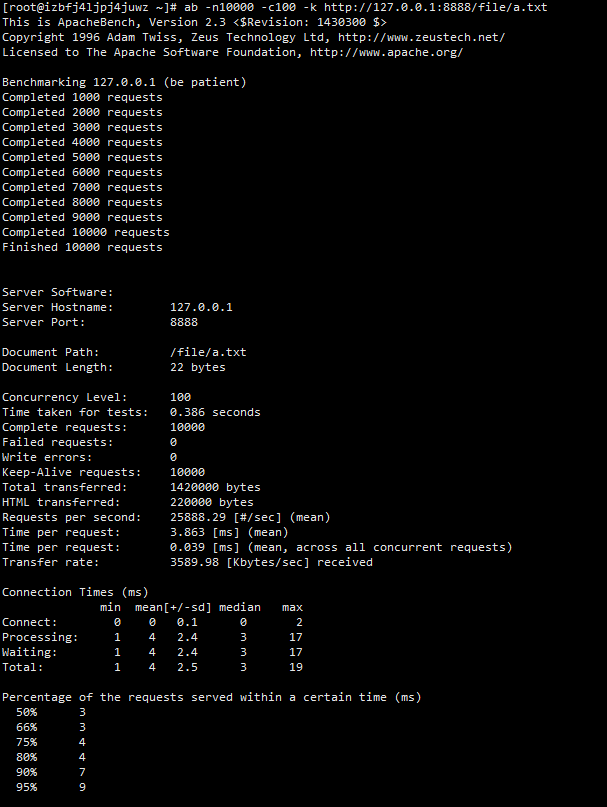 [root@izbfj4ljpj4juwz ~]# ab -n10000 -c100 -k http://127.0.0.1:8888/file/a.txt
This is ApacheBench, Version 2.3 <$Revision: 1430300 $>
Copyright 1996 Adam Twiss, Zeus Technology Ltd, http://www.zeustech.net/
Licensed to The Apache Software Foundation, http://www.apache.org/

Benchmarking 127.0.0.1 (be patient)
Completed 1000 requests
Completed 2000 requests
Completed 3000 requests
Completed 4000 requests
Completed 5000 requests
Completed 6000 requests
Completed 7000 requests
Completed 8000 requests
Completed 9000 requests
Completed 10000 requests
Finished 10000 requests


Server Software:
Server Hostname:        127.0.0.1
Server Port:            8888

Document Path:          /file/a.txt
Document Length:        22 bytes

Concurrency Level:      100
Time taken for tests:   0.386 seconds
Complete requests:      10000
Failed requests:        0
Write errors:           0
Keep-Alive requests:    10000
Total transferred:      1420000 bytes
HTML transferred:       220000 bytes
Requests per second:    25888.29 [#/sec] (mean)
Time per request:       3.863 [ms] (mean)
Time per request:       0.039 [ms] (mean, across all concurrent requests)
Transfer rate:          3589.98 [Kbytes/sec] received

Connection Times (ms)
              min  mean[+/-sd] median   max
Connect:        0    0   0.1      0       2
Processing:     1    4   2.4      3      17
Waiting:        1    4   2.4      3      17
Total:          1    4   2.5      3      19

Percentage of the requests served within a certain time (ms)
  50%      3
  66%      3
  75%      4
  80%      4
  90%      7
  95%      9